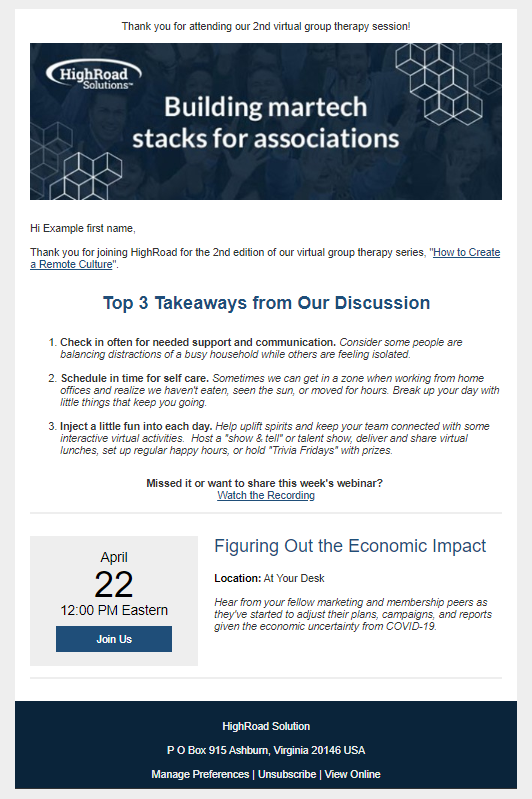 Thank you for attending our 2nd virtual group therapy session!
HighRoad
Solutions™
Building martech
stacks for associations
Hi Example first name,
Thank you for joining HighRoad for the 2nd edition of our virtual group therapy series, "How to Create
a Remote Culture".
Top 3 Takeaways from Our Discussion
1. Check in often for needed support and communication. Consider some people are
balancing distractions of a busy household while others are feeling isolated.
2. Schedule in time for self care. Sometimes we can get in a zone when working from home
offices and realize we haven't eaten, seen the sun, or moved for hours. Break up your day with
little things that keep you going.
3. Inject a little fun into each day. Help uplift spirits and keep your team connected with some
interactive virtual activities.  Host a "show & tell" or talent show, deliver and share virtual
lunches, set up regular happy hours, or hold "Trivia Fridays" with prizes.
Missed it or want to share this week's webinar?
Watch the Recording
April
22
12:00 PM Eastern
Join Us
Figuring Out the Economic Impact
Location: At Your Desk
Hear from your fellow marketing and membership peers as
they've started to adjust their plans, campaigns, and reports
given the economic uncertainty from COVID-19.
HighRoad Solution
P O Box 915 Ashburn, Virginia 20146 USA
Manage Preferences | Unsubscribe | View Online